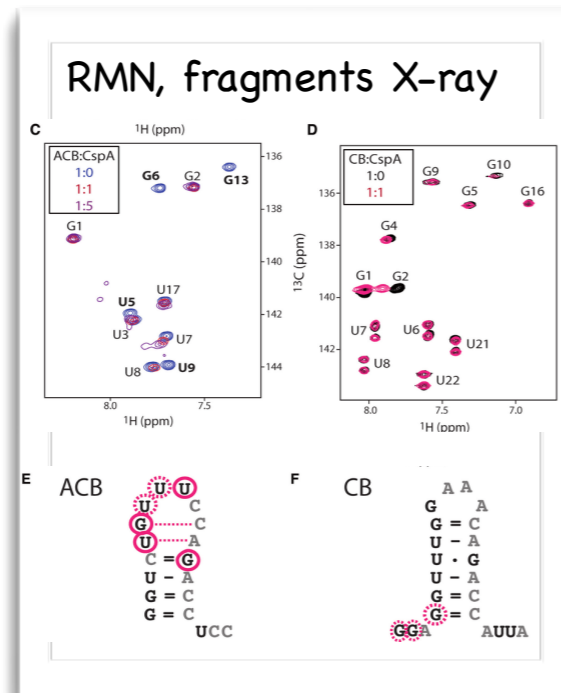 RMN, fragments X-ray
C
¹H (ppm)
ACB:CspA
1:0
1:1
1:5
G6
G2
G13
G1
U17
U5
U3
U7
U8
U9
136
138
140
142
144
¹³C (ppm)
8.0
7.5
¹H (ppm)
D
CB:CspA
1:0
1:1
G9
G10
G5
G16
G4
G1
G2
U7
U6
U21
U8
U22
136
138
140
142
8.0
7.5
7.0
¹H (ppm)
E
ACB
U U
U C
G C
U A
C = G
U – A
G = C
G = C
UCC
F
CB
A A
A
G C
G = C
U – A
U · G
U – A
G = C
GGA G = C
AUUA